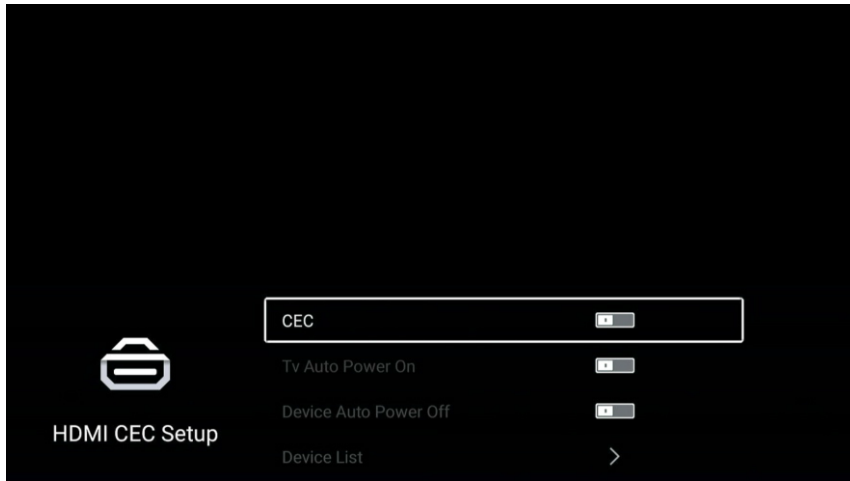 CEC
Tv Auto Power On
Device Auto Power Off
HDMI CEC Setup
Device List